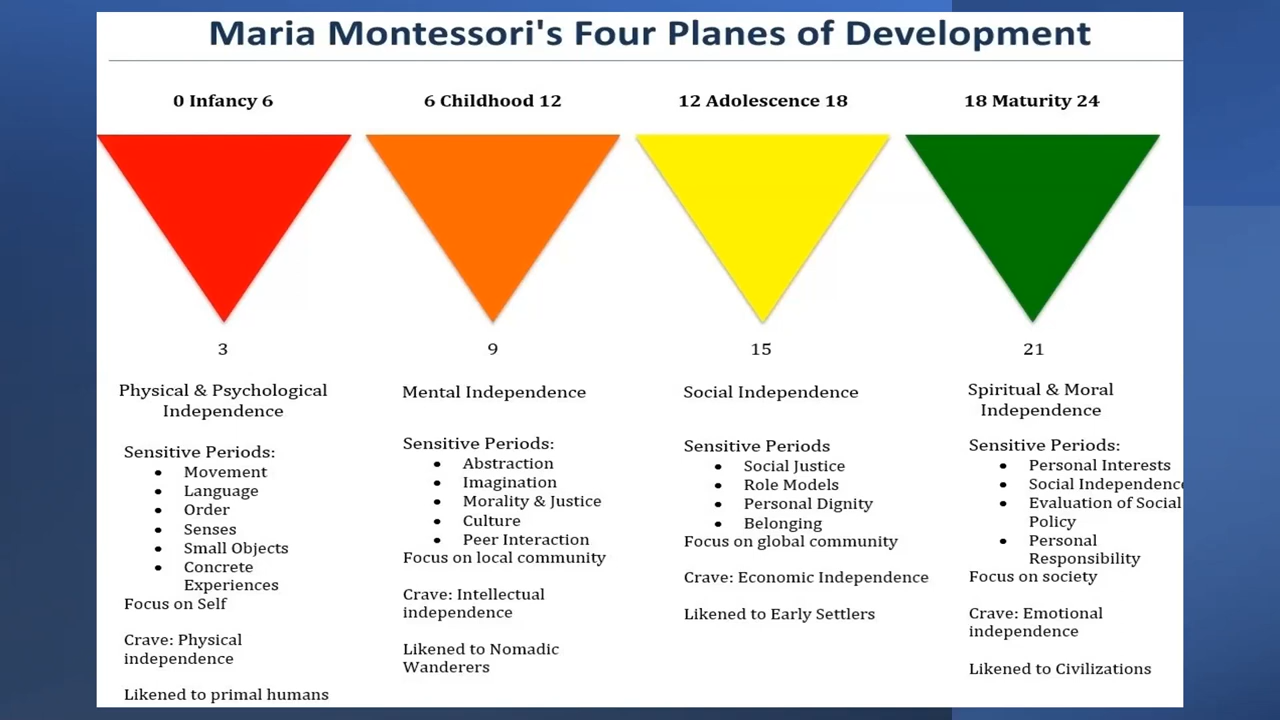 Maria Montessori's Four Planes of Development
0 Infancy 6
6 Childhood 12
12 Adolescence 18
18 Maturity 24
3
9
15
21
Physical & Psychological
Independence
Sensitive Periods:
• Movement
• Language
• Order
• Senses
• Small Objects
• Concrete
Experiences
Focus on Self
Crave: Physical
independence
Likened to primal humans
Mental Independence
Sensitive Periods:
• Abstraction
• Imagination
• Morality & Justice
• Culture
• Peer Interaction
Focus on local community
Crave: Intellectual
independence
Likened to Nomadic
Wanderers
Social Independence
Sensitive Periods
• Social Justice
• Role Models
• Personal Dignity
• Belonging
Focus on global community
Crave: Economic Independence
Likened to Early Settlers
Spiritual & Moral
Independence
Sensitive Periods:
• Personal Interests
• Social Independence
• Evaluation of Social
Policy
• Personal
Responsibility
Focus on society
Crave: Emotional
independence
Likened to Civilizations